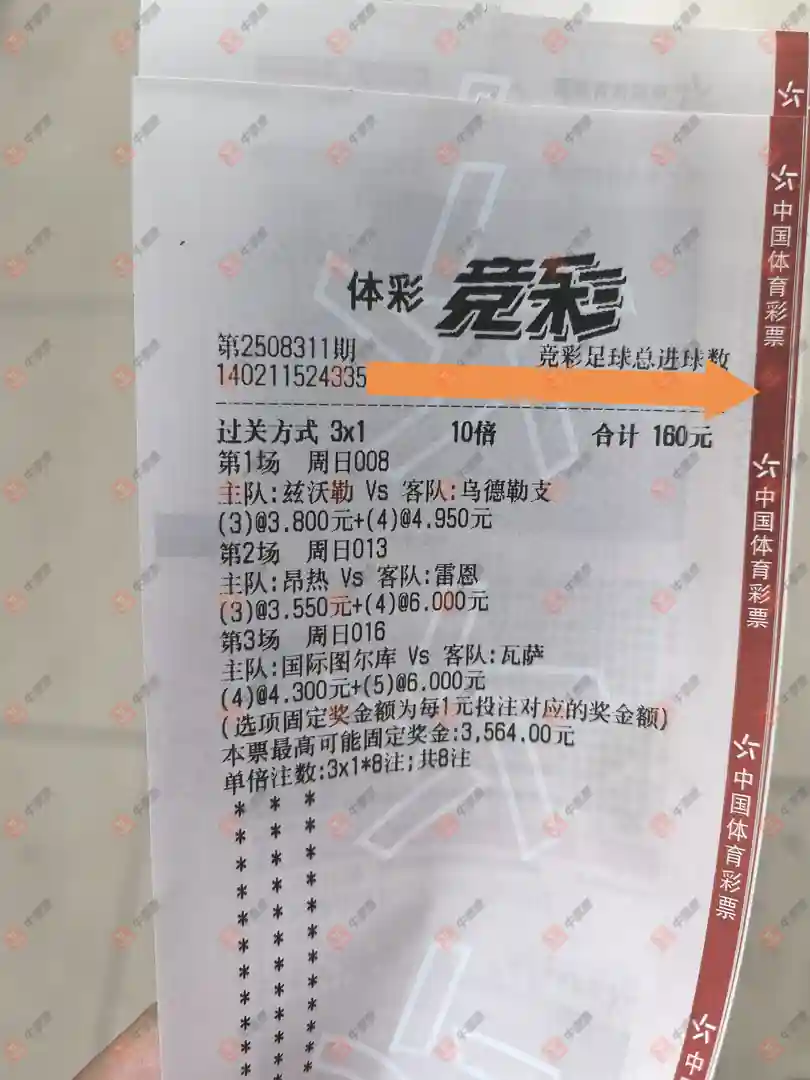 体彩 竞彩
第2508311期
竞彩足球总进球数
140211524335
过关方式 3x1 10倍 合计 160元
第1场 周日008
主队:兹沃勒 Vs 客队:乌德勒支
(3)@3.800元+(4)@4.950元
第2场 周日013
主队:昂热 Vs 客队:雷恩
(3)@3.550元+(4)@6.000元
第3场 周日016
主队:国际图尔库 Vs 客队:瓦萨
(4)@4.300元+(5)@6.000元
(选项固定奖金额为每1元投注对应的奖金额)
本票最高可能固定奖金:3,564.00元
单倍注数:3x1*8注;共8注
* * *
* * *
* * *
* * *
* * *
* * *
* * *
* * *
* * *
* * *
* * *
中国体育彩票
中国体育彩票
中国体育彩票
中